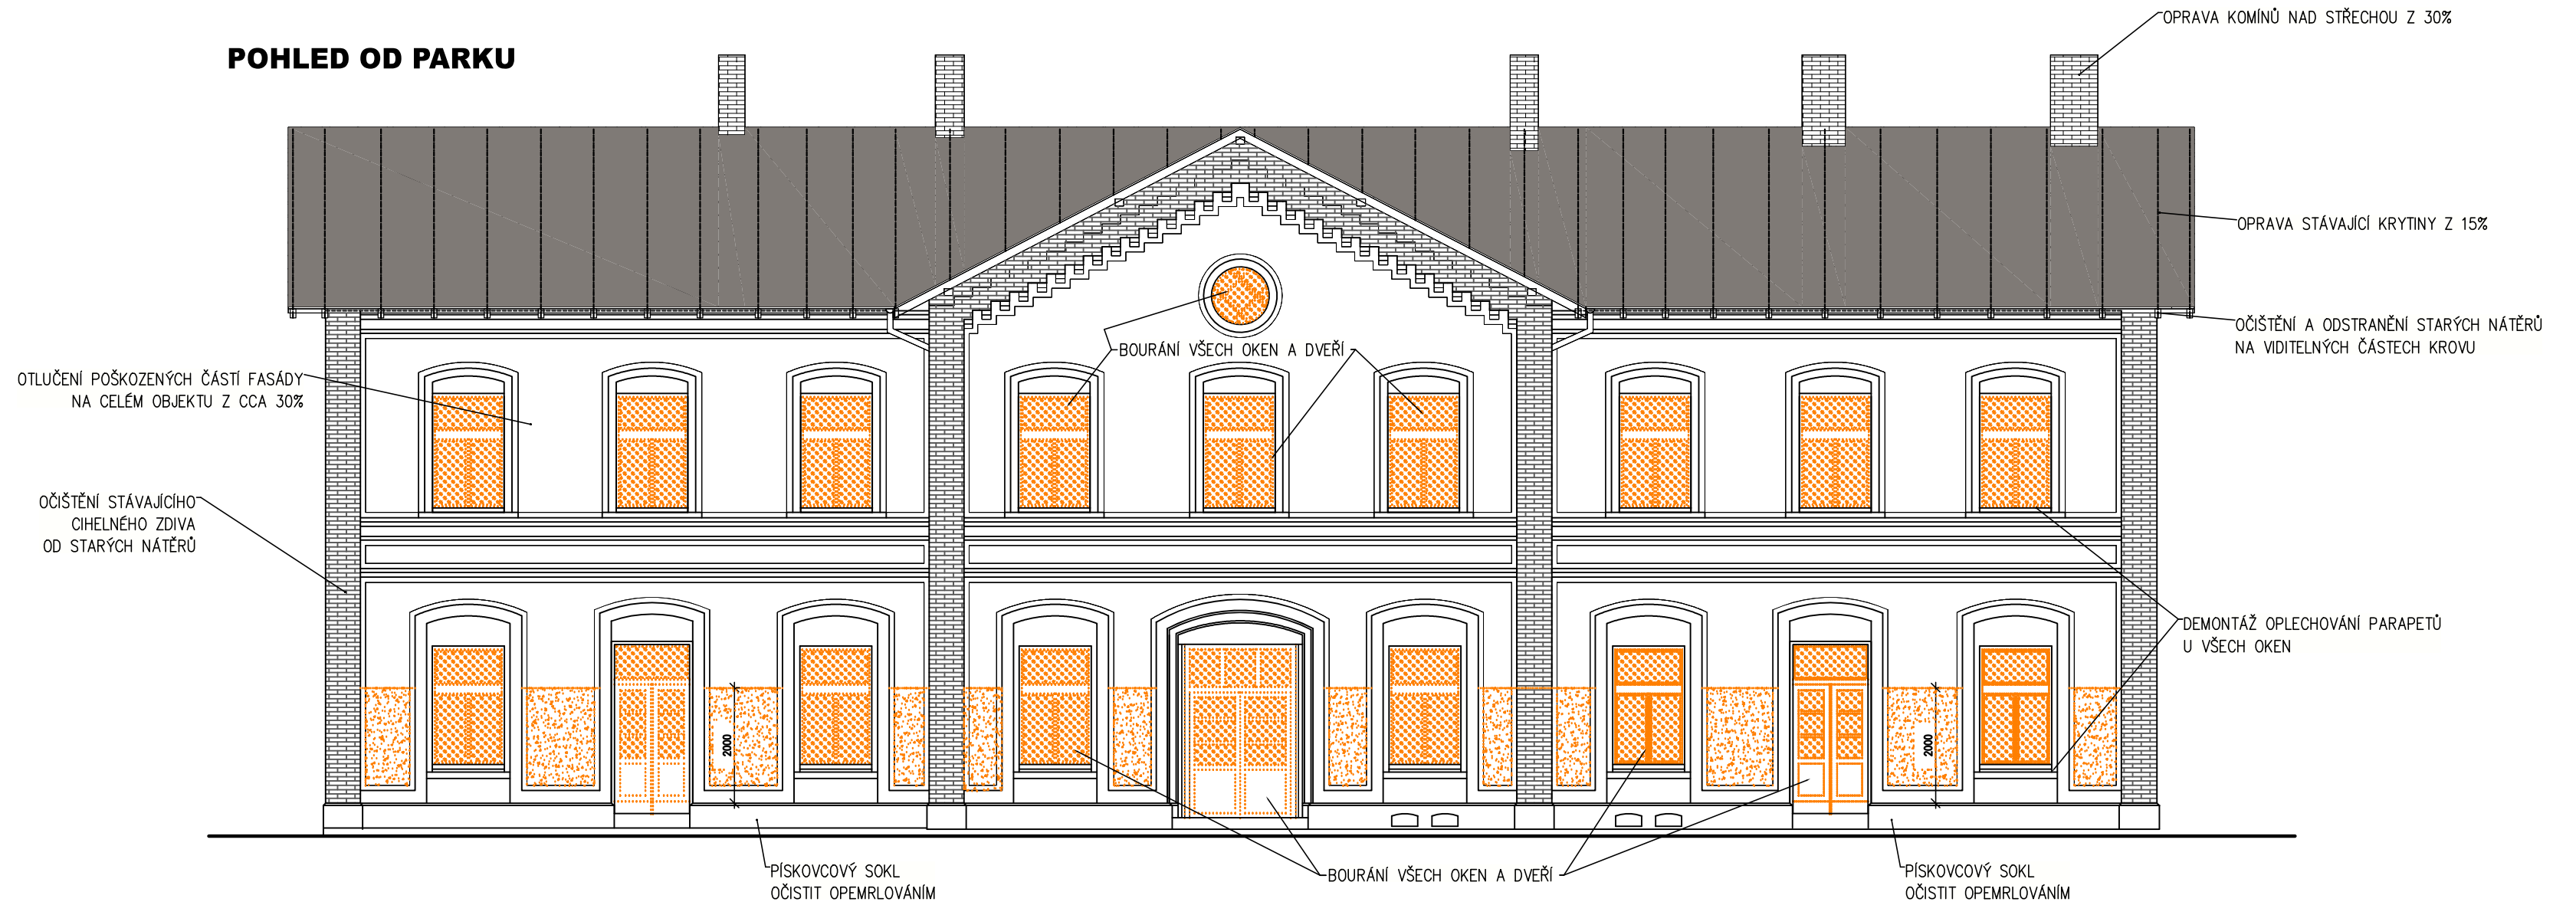 OPRAVA KOMÍNŮ NAD STŘECHOU Z 30%
POHLED OD PARKU
OPRAVA STÁVAJÍCÍ KRYTINY Z 15%
OČIŠTĚNÍ A ODSTRANĚNÍ STARÝCH NÁTĚRŮ
NA VIDITELNÝCH ČÁSTECH KROVU
BOURÁNÍ VŠECH OKEN A DVEŘÍ
OTLUČENÍ POŠKOZENÝCH ČÁSTÍ FASÁDY
NA CELÉM OBJEKTU Z CCA 30%
OČIŠTĚNÍ STÁVAJÍCÍHO
CIHELNÉHO ZDIVA
OD STARÝCH NÁTĚRŮ
DEMONTÁŽ OPLECHOVÁNÍ PARAPETŮ
U VŠECH OKEN
2000
2000
PÍSKOVCOVÝ SOKL
OČISTIT OPEMRLOVÁNÍM
BOURÁNÍ VŠECH OKEN A DVEŘÍ
PÍSKOVCOVÝ SOKL
OČISTIT OPEMRLOVÁNÍM